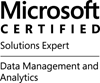 Microsoft
CERTIFIED
Solutions Expert
Data Management and
Analytics